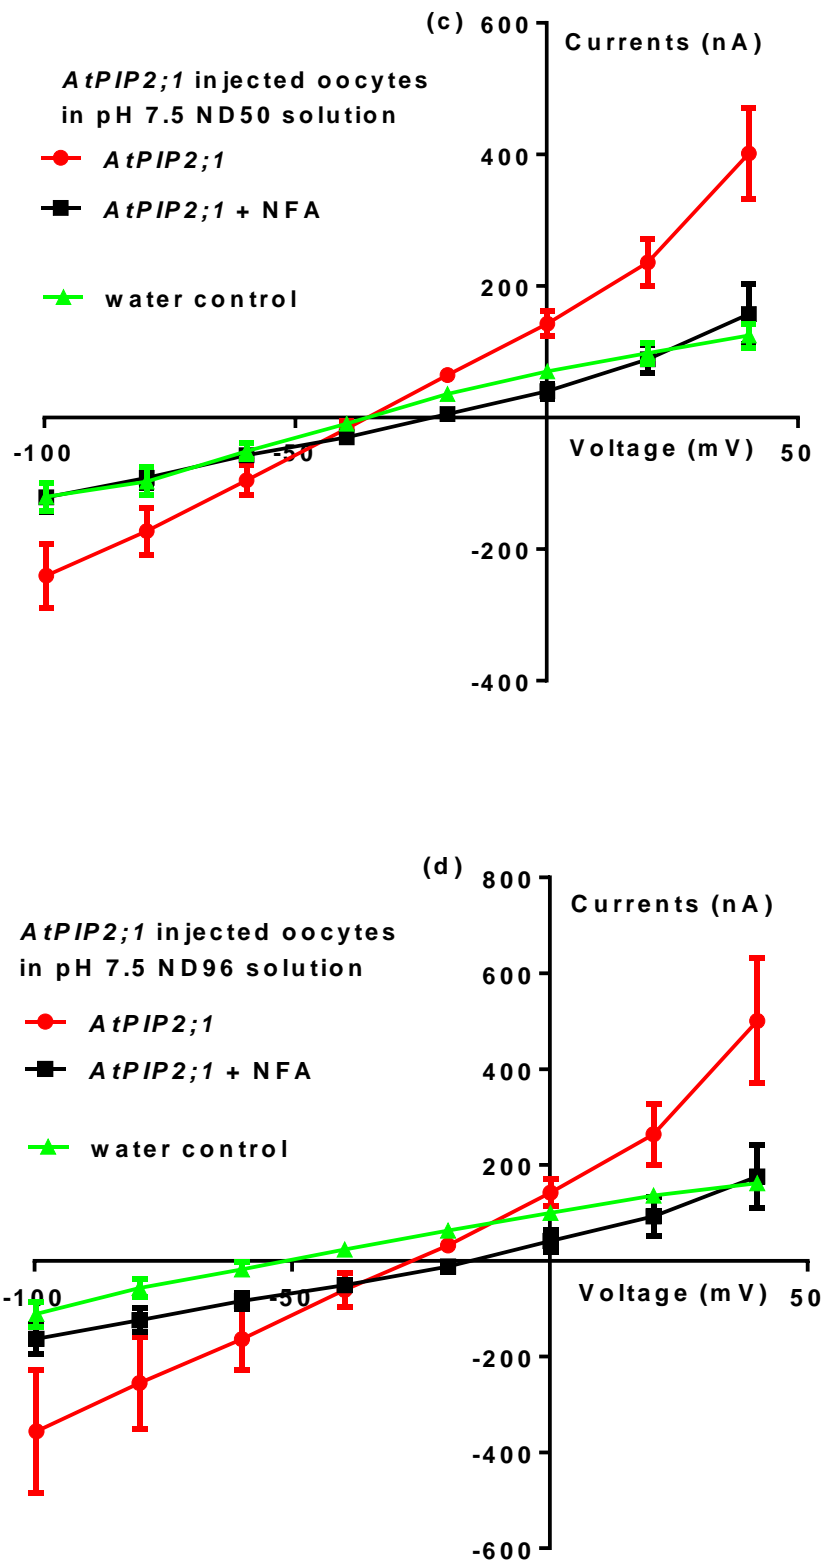 (c)
600
Currents (nA)
AtPIP2;1 injected oocytes
in pH 7.5 ND50 solution
AtPIP2;1
400
AtPIP2;1 + NFA
200
water control
-100
-50
Voltage (mV)
50
-200
-400
(d)
800
Currents (nA)
AtPIP2;1 injected oocytes
in pH 7.5 ND96 solution
600
AtPIP2;1
AtPIP2;1 + NFA
400
water control
200
-100
-50
Voltage (mV)
50
-200
-400
-600